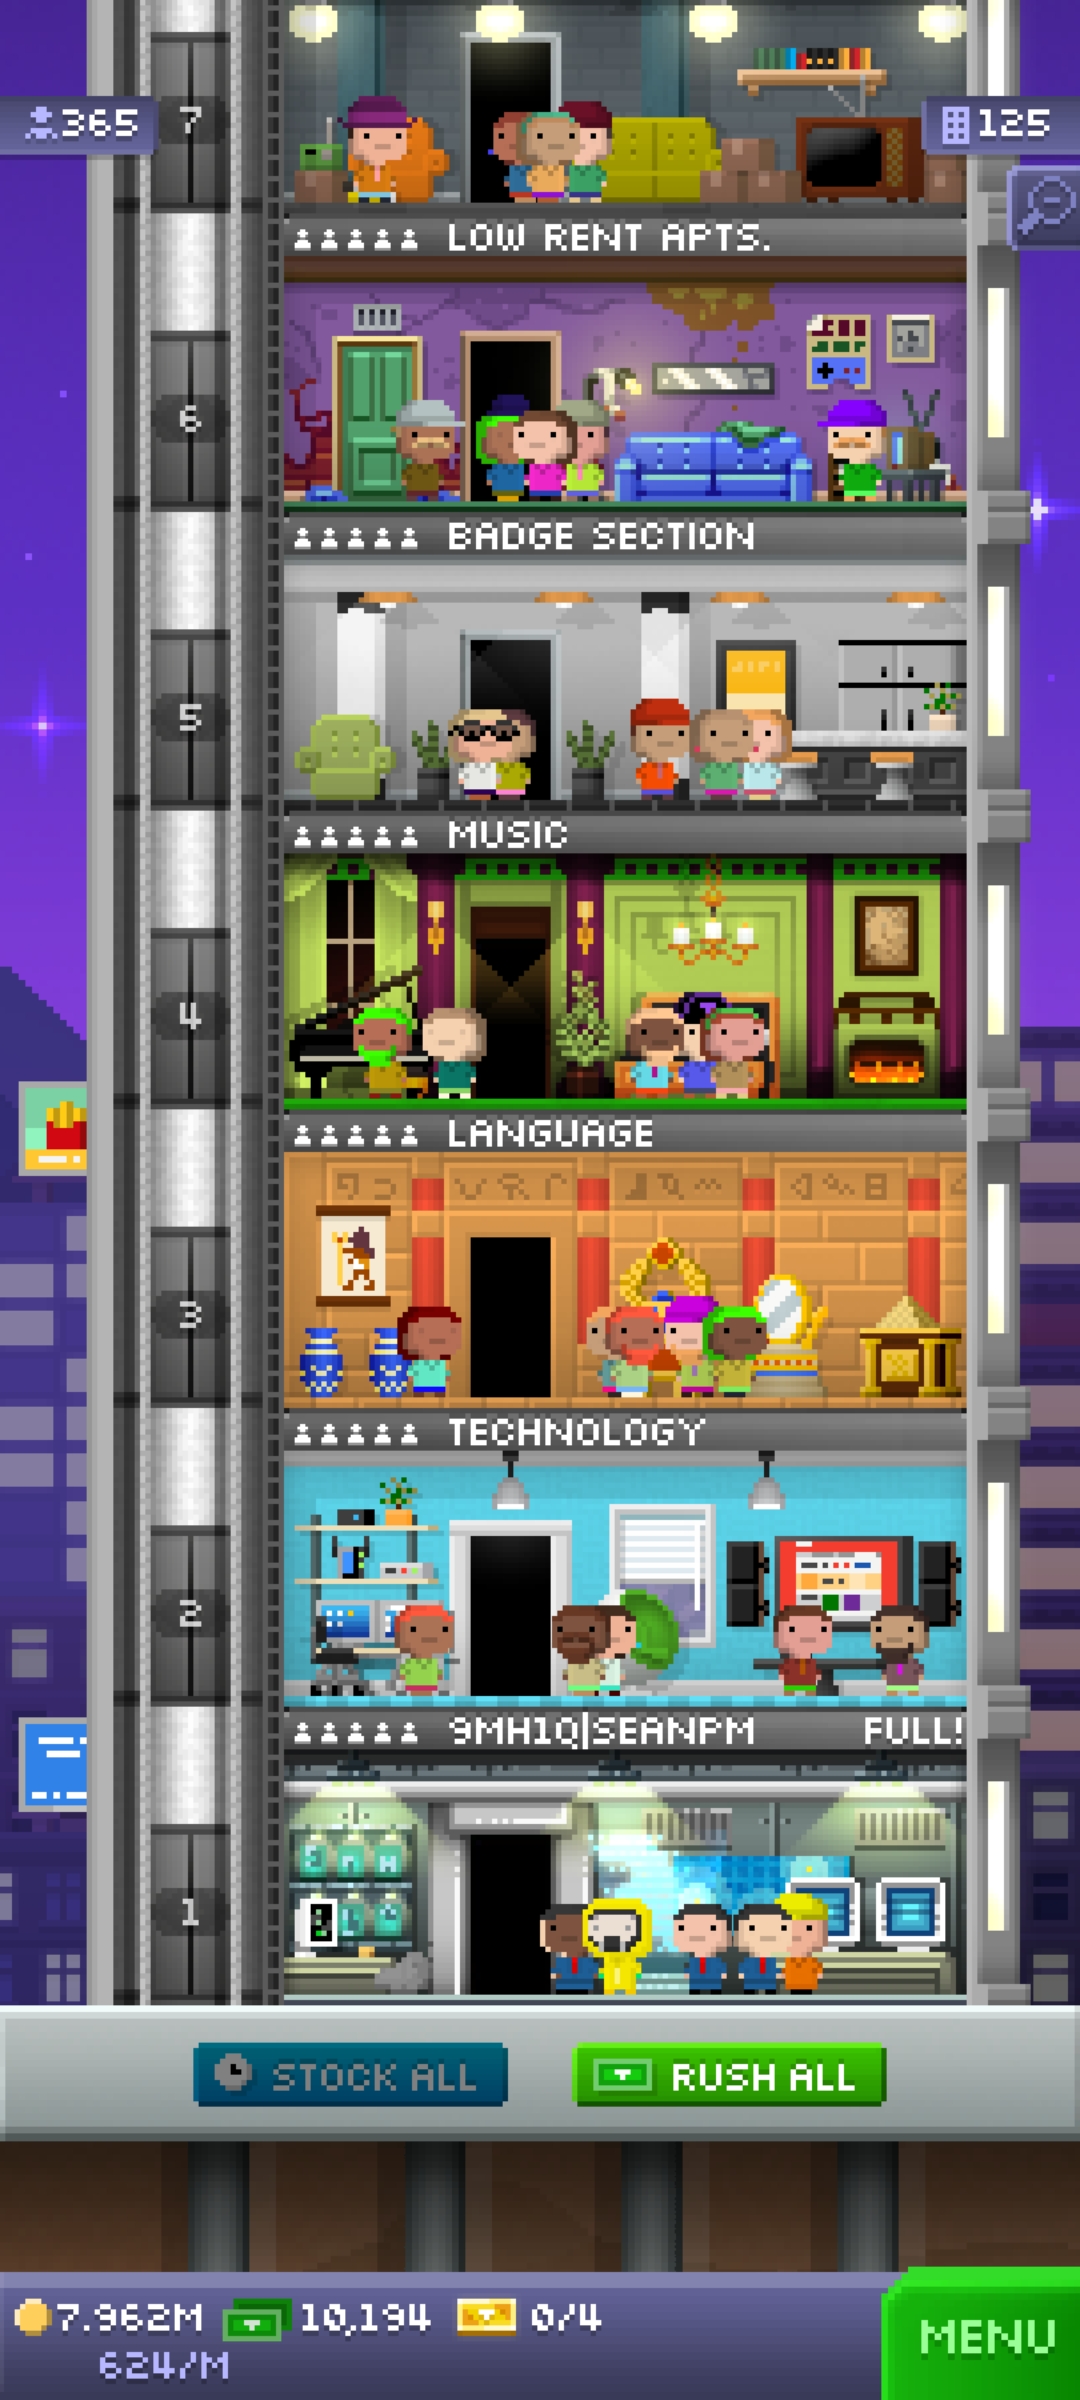 365
7
125
LOW RENT APTS.
6
BADGE SECTION
5
MUSIC
4
LANGUAGE
3
TECHNOLOGY
2
9MH1Q|SEANPM FULL!
1
STOCK ALL
RUSH ALL
7.962M 10,194 0/4
624/M
MENU